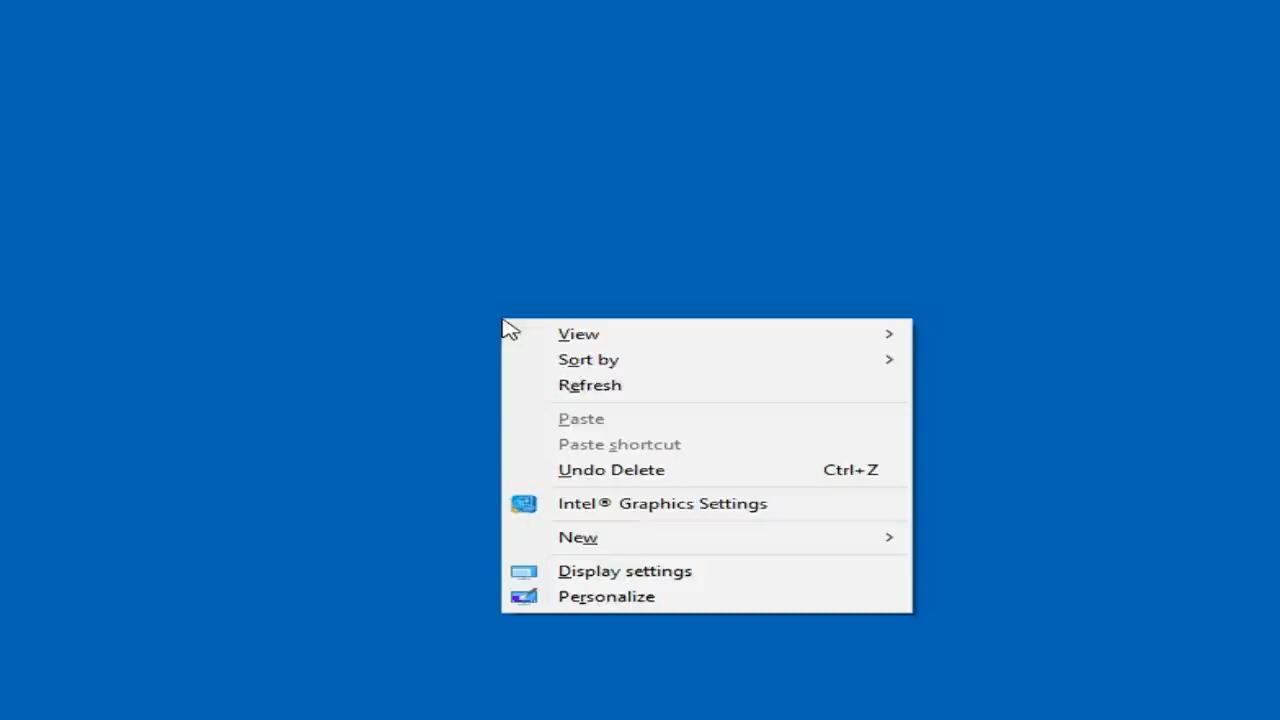 View
Sort by
Refresh
Paste
Paste shortcut
Undo Delete Ctrl+Z
Intel® Graphics Settings
New
Display settings
Personalize